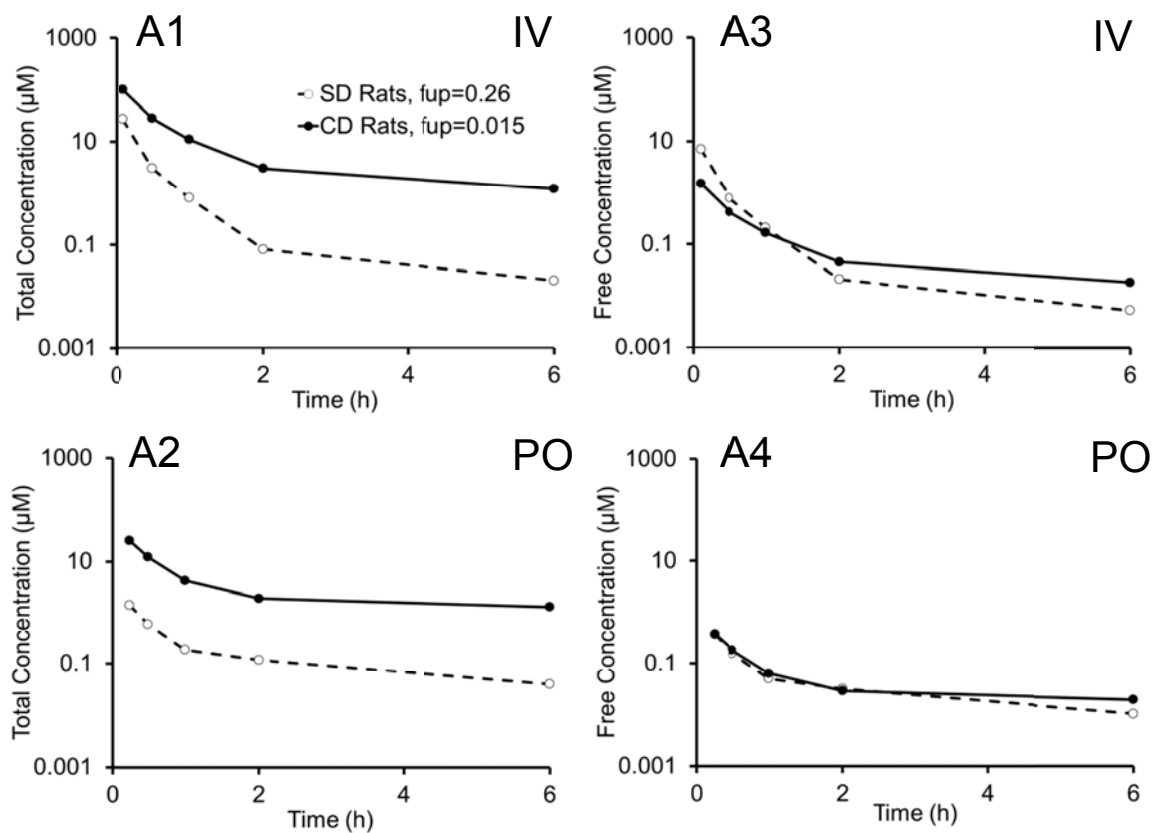 A1 IV
1000
10
0.1
0.001
Total Concentration (µM)
SD Rats, fup=0.26
CD Rats, fup=0.015
0 2 4 6
Time (h)
A3 IV
1000
10
0.1
0.001
Free Concentration (µM)
0 2 4 6
Time (h)
A2 PO
1000
10
0.1
0.001
Total Concentration (µM)
0 2 4 6
Time (h)
A4 PO
1000
10
0.1
0.001
Free Concentration (µM)
0 2 4 6
Time (h)